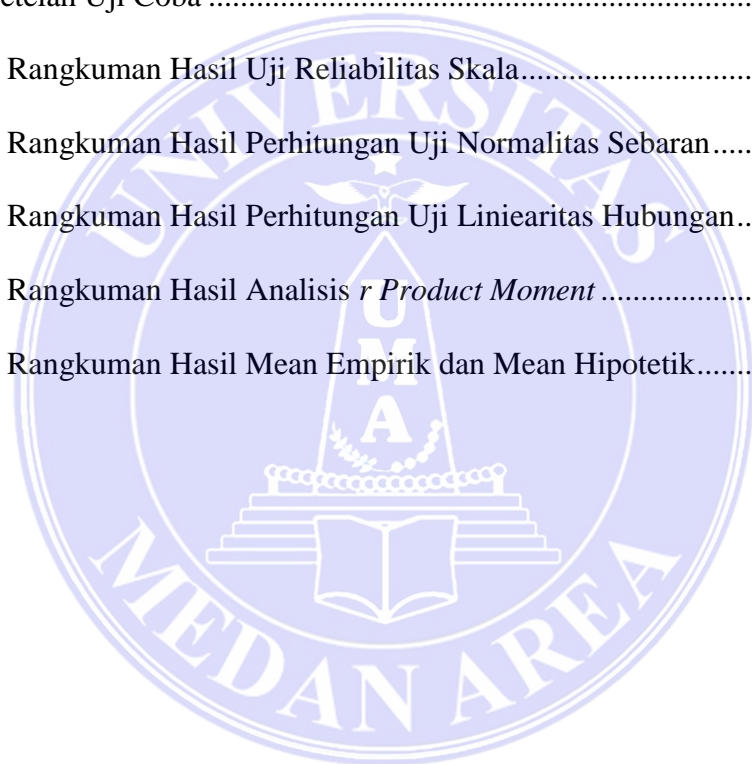 Uji Coba ........................................................................
Rangkuman Hasil Uji Reliabilitas Skala..............................
Rangkuman Hasil Perhitungan Uji Normalitas Sebaran.....
Rangkuman Hasil Perhitungan Uji Liniearitas Hubungan..
Rangkuman Hasil Analisis r Product Moment ...................
Rangkuman Hasil Mean Empirik dan Mean Hipotetik.......
UNIVERSITAS
UMA
MEDAN AREA